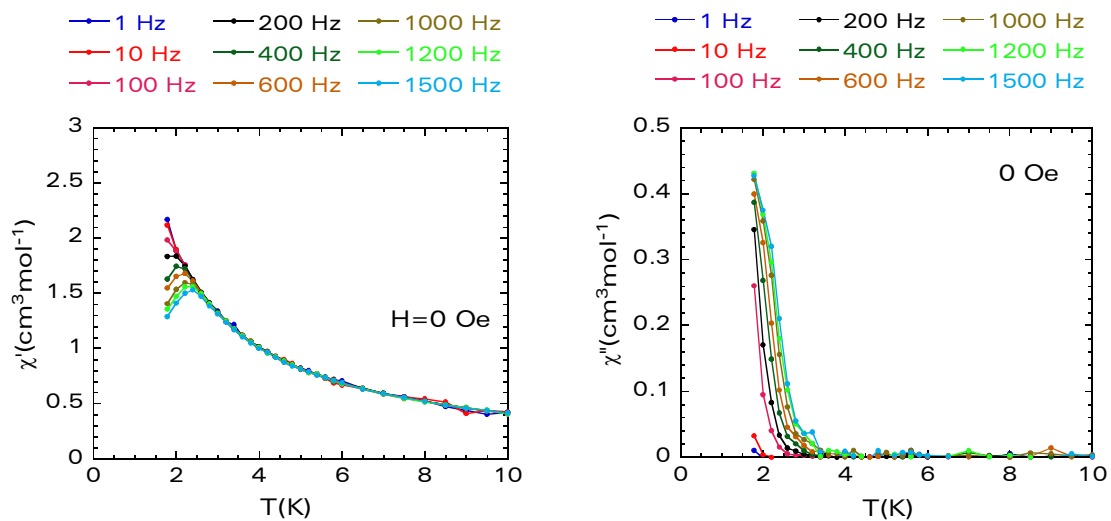 1 Hz 200 Hz 1000 Hz
10 Hz 400 Hz 1200 Hz
100 Hz 600 Hz 1500 Hz
3
2.5
2
1.5
1
0.5
0
0 2 4 6 8 10
χ'(cm³mol⁻¹)
H=0 Oe
T(K)
1 Hz 200 Hz 1000 Hz
10 Hz 400 Hz 1200 Hz
100 Hz 600 Hz 1500 Hz
0.5
0.4
0.3
0.2
0.1
0
0 2 4 6 8 10
χ"(cm³mol⁻¹)
0 Oe
T(K)